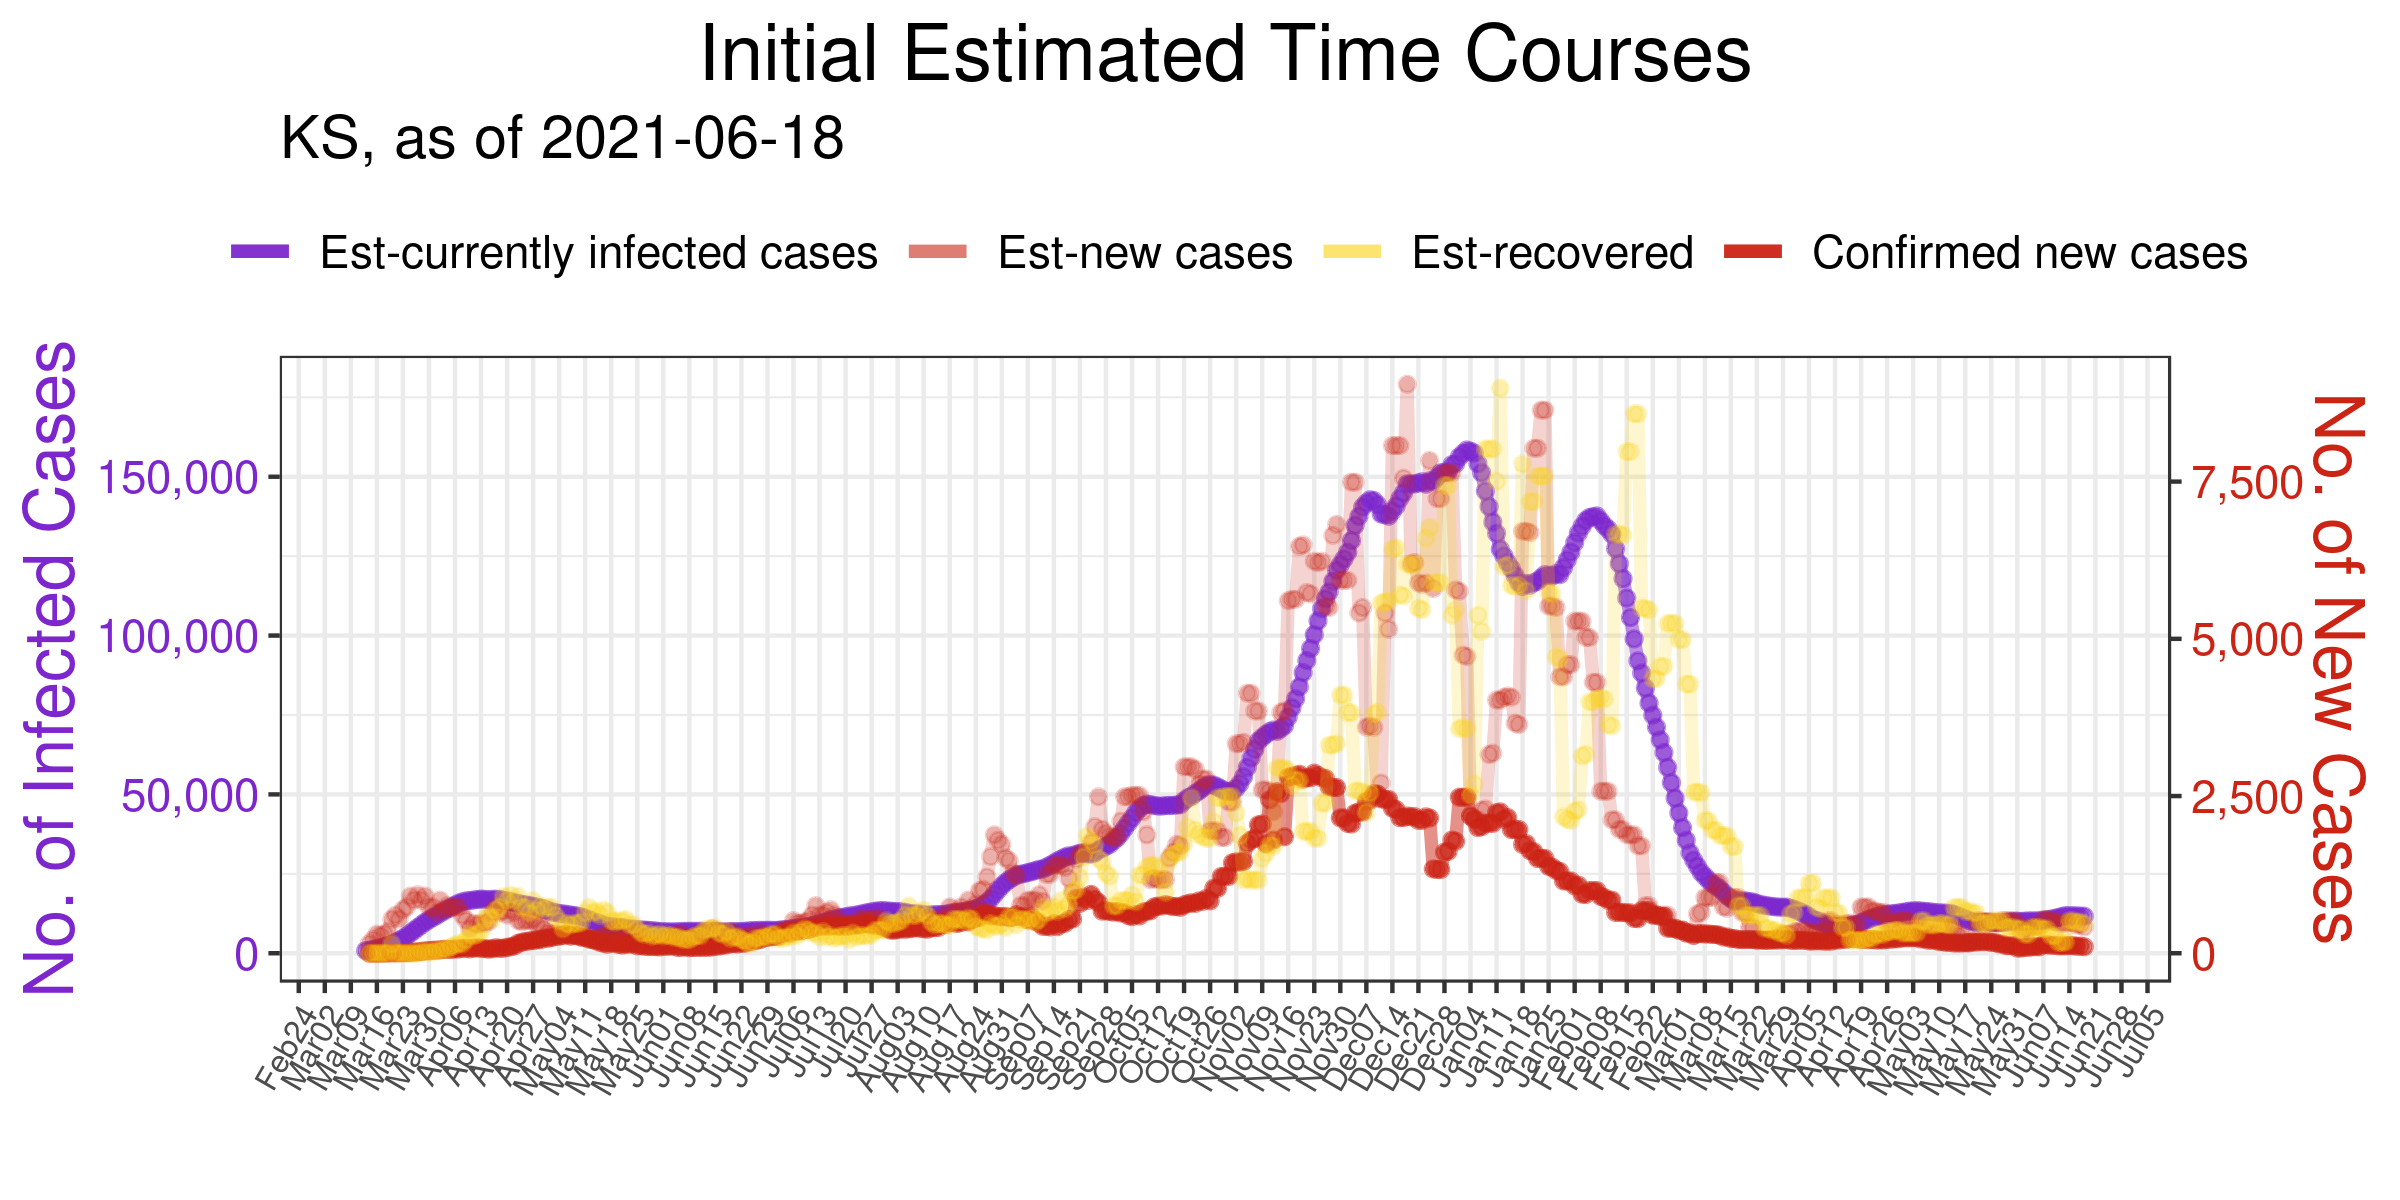 Initial Estimated Time Courses
KS, as of 2021-06-18
Est-currently infected cases Est-new cases Est-recovered Confirmed new cases
No. of Infected Cases
150,000
100,000
50,000
0
7,500
5,000
2,500
0
No. of New Cases
Feb24 Mar02 Mar09 Mar16 Mar23 Mar30 Apr06 Apr13 Apr20 Apr27 May04 May11 May18 May25 Jun01 Jun08 Jun15 Jun22 Jun29 Jul06 Jul13 Jul20 Jul27 Aug03 Aug10 Aug17 Aug24 Aug31 Sep07 Sep14 Sep21 Sep28 Oct05 Oct12 Oct19 Oct26 Nov02 Nov09 Nov16 Nov23 Nov30 Dec07 Dec14 Dec21 Dec28 Jan04 Jan11 Jan18 Jan25 Feb01 Feb08 Feb15 Feb22 Mar01 Mar08 Mar15 Mar22 Mar29 Apr05 Apr12 Apr19 Apr26 May03 May10 May17 May24 May31 Jun07 Jun14 Jun21 Jun28 Jul05